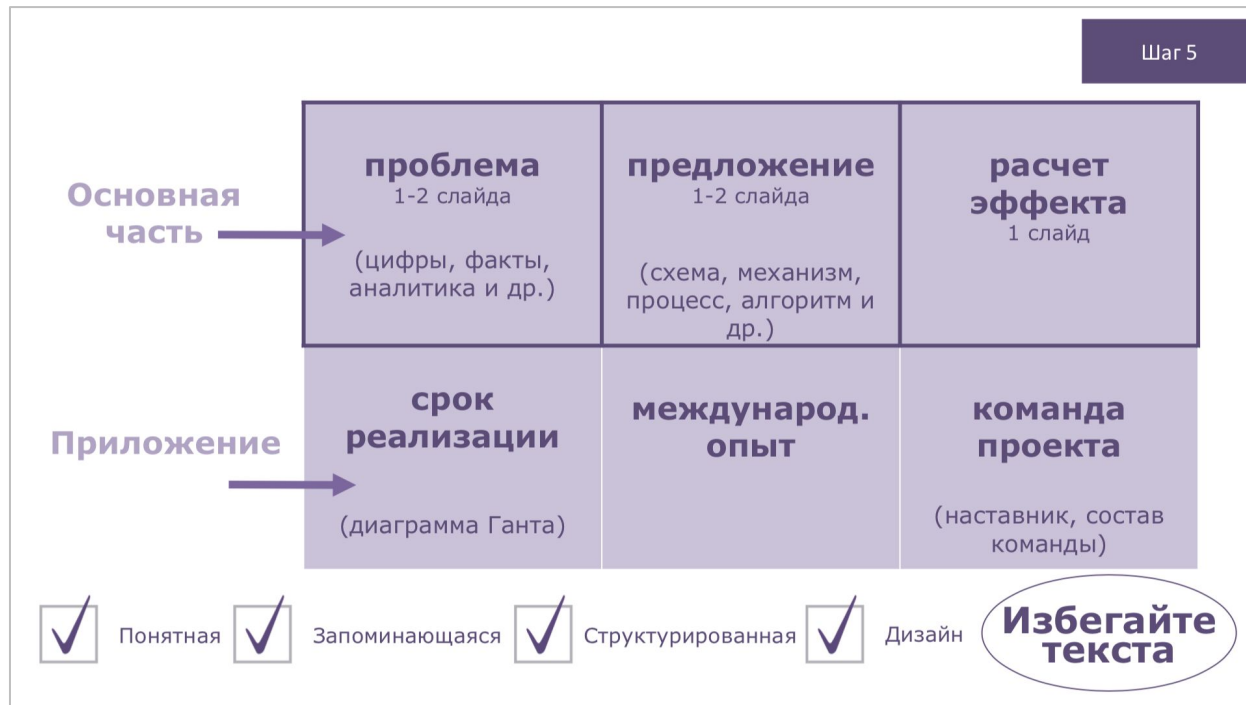 Шаг 5
Основная
часть
проблема
1-2 слайда
(цифры, факты,
аналитика и др.)
предложение
1-2 слайда
(схема, механизм,
процесс, алгоритм и
др.)
расчет
эффекта
1 слайд
Приложение
срок
реализации
(диаграмма Ганта)
международ.
опыт
команда
проекта
(наставник, состав
команды)
Понятная
Запоминающаяся
Структурированная
Дизайн
Избегайте
текста